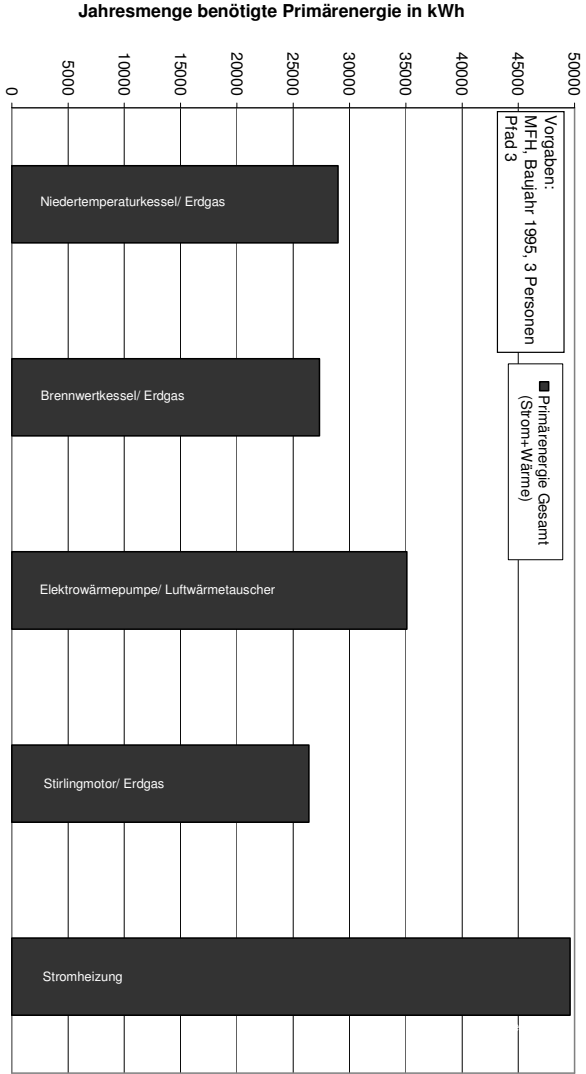 Jahresmenge benötigte Primärenergie in kWh
50000
45000
40000
35000
30000
25000
20000
15000
10000
5000
0
Vorgaben:
MFH, Baujahr 1995, 3 Personen
Pfad 3
Primärenergie Gesamt
(Strom+Wärme)
Niedertemperaturkessel/ Erdgas
Brennwertkessel/ Erdgas
Elektrowärmepumpe/ Luftwärmetauscher
Stirlingmotor/ Erdgas
Stromheizung